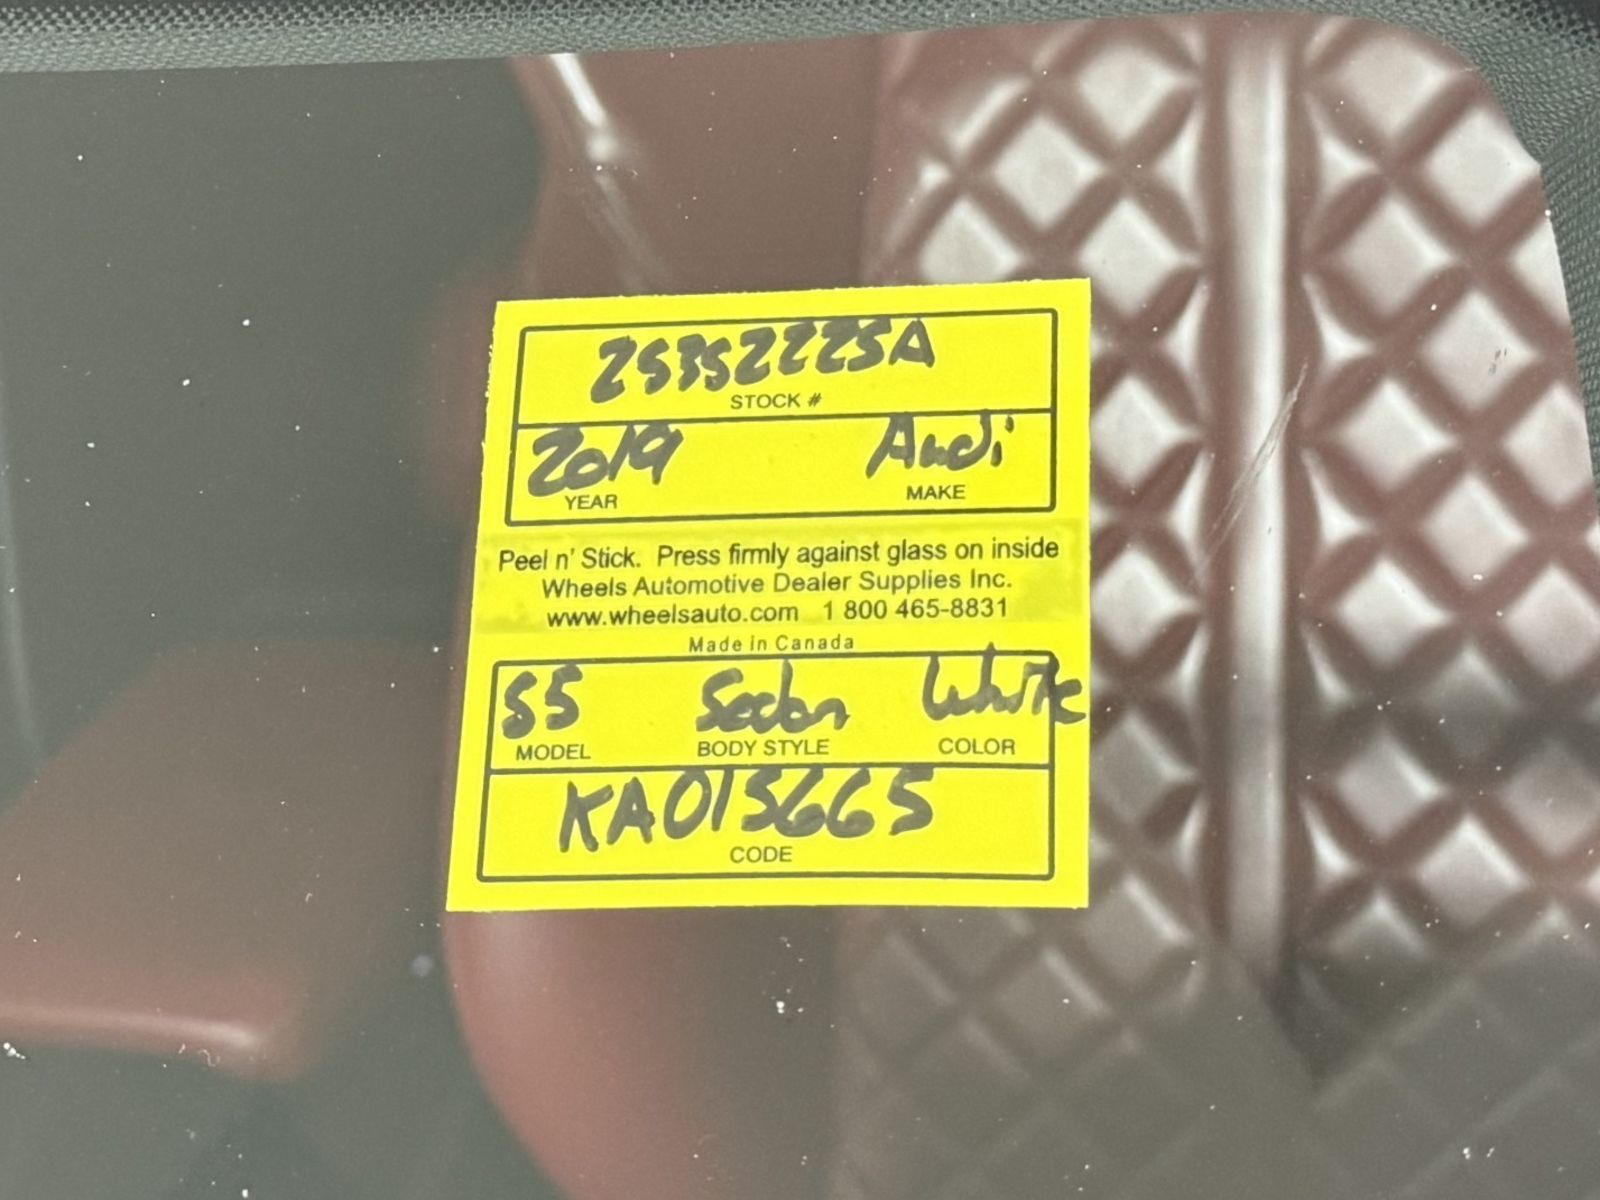 25352225A
STOCK #
2019 Audi
YEAR MAKE
Peel n' Stick. Press firmly against glass on inside
Wheels Automotive Dealer Supplies Inc.
www.wheelsauto.com 1 800 465-8831
Made in Canada
S5 Sedan White
MODEL BODY STYLE COLOR
KA015665
CODE